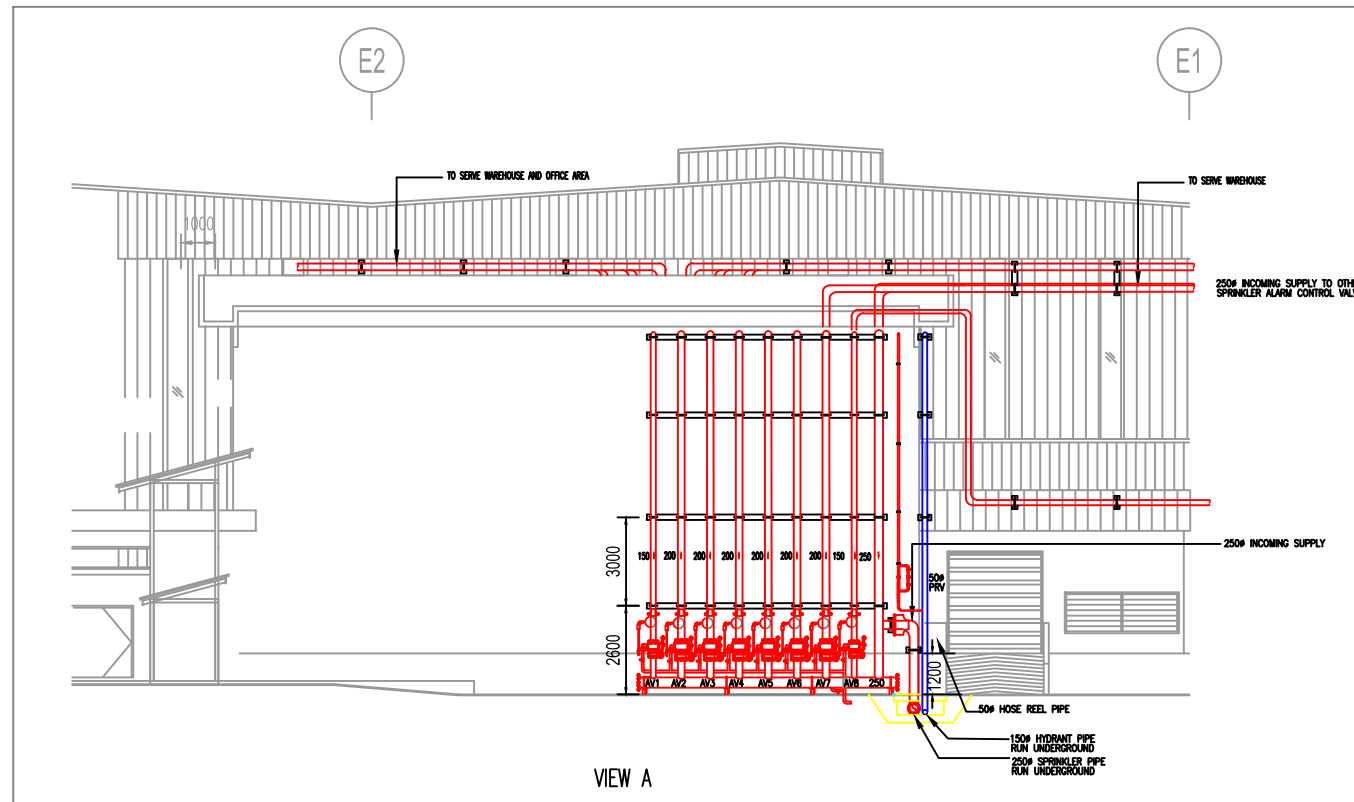 E2
E1
TO SERVE WAREHOUSE AND OFFICE AREA
TO SERVE WAREHOUSE
1000
250ø INCOMING SUPPLY TO OTHE
SPRINKLER ALARM CONTROL VAL
3000
150 200 200 200 200 200 200 150 250
250ø INCOMING SUPPLY
50ø
PRV
2600
1200
AV1 AV2 AV3 AV4 AV5 AV6 AV7 AV8 250
50ø HOSE REEL PIPE
150ø HYDRANT PIPE
RUN UNDERGROUND
250ø SPRINKLER PIPE
RUN UNDERGROUND
VIEW A